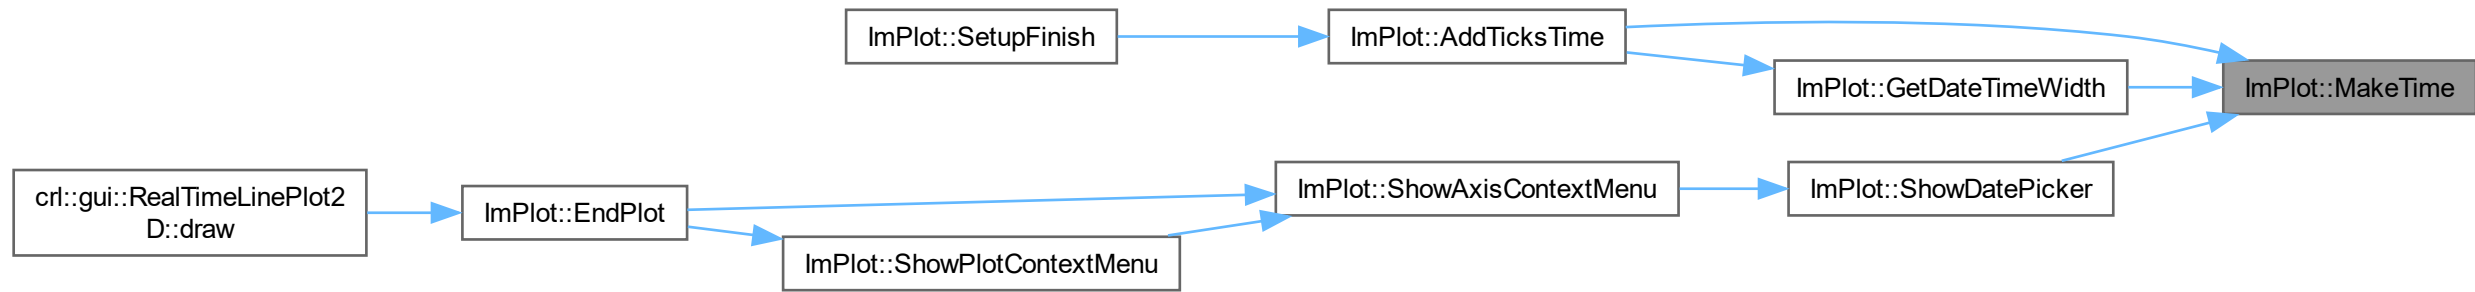 ImPlot::SetupFinish
ImPlot::AddTicksTime
ImPlot::GetDateTimeWidth
ImPlot::MakeTime
crl::gui::RealTimeLinePlot2
D::draw
ImPlot::EndPlot
ImPlot::ShowAxisContextMenu
ImPlot::ShowDatePicker
ImPlot::ShowPlotContextMenu